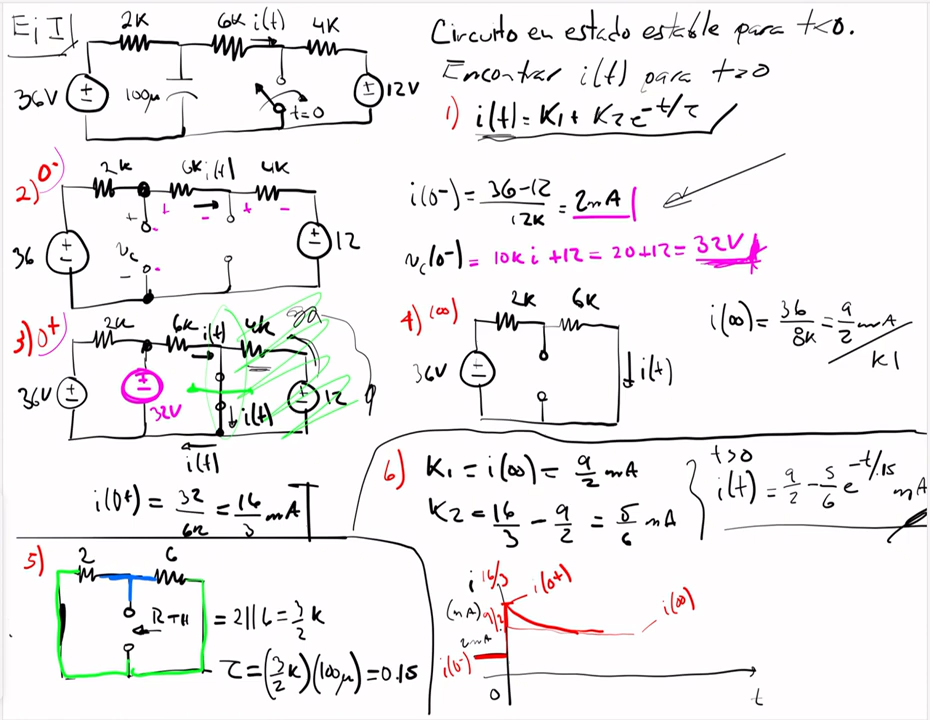 Ej II
2K 6K i(t) 4K
36V 100μ t=0 12V
Circuito en estado estable para t<0.
Encontrar i(t) para t>0
1) i(t) = K1 + K2 e^-t/τ
2) 0-
2K 6K i(t) 4K
+ + - + -
36 vc 12
-
i(0-) = 36-12/12K = 2mA
vc(0-) = 10K i + 12 = 20 + 12 = 32V
3) 0+
2K 6K i(t) 4K
36V 32V i(t) 12
i(t)
i(0+) = 32/6K = 16/3 mA
4) (∞)
2K 6K
36V i(t)
i(∞) = 36/8K = 9/2 mA
K1
5)
2 6
RTH = 2||6 = 3/2 K
τ = (3/2 K)(100μ) = 0.15
6) K1 = i(∞) = 9/2 mA
K2 = 16/3 - 9/2 = 5/6 mA
t>0
i(t) = 9/2 - 5/6 e^-t/.15 mA
i 16/3 i(0+)
(mA) 9/2 i(∞)
2mA
i(0-)
0 t